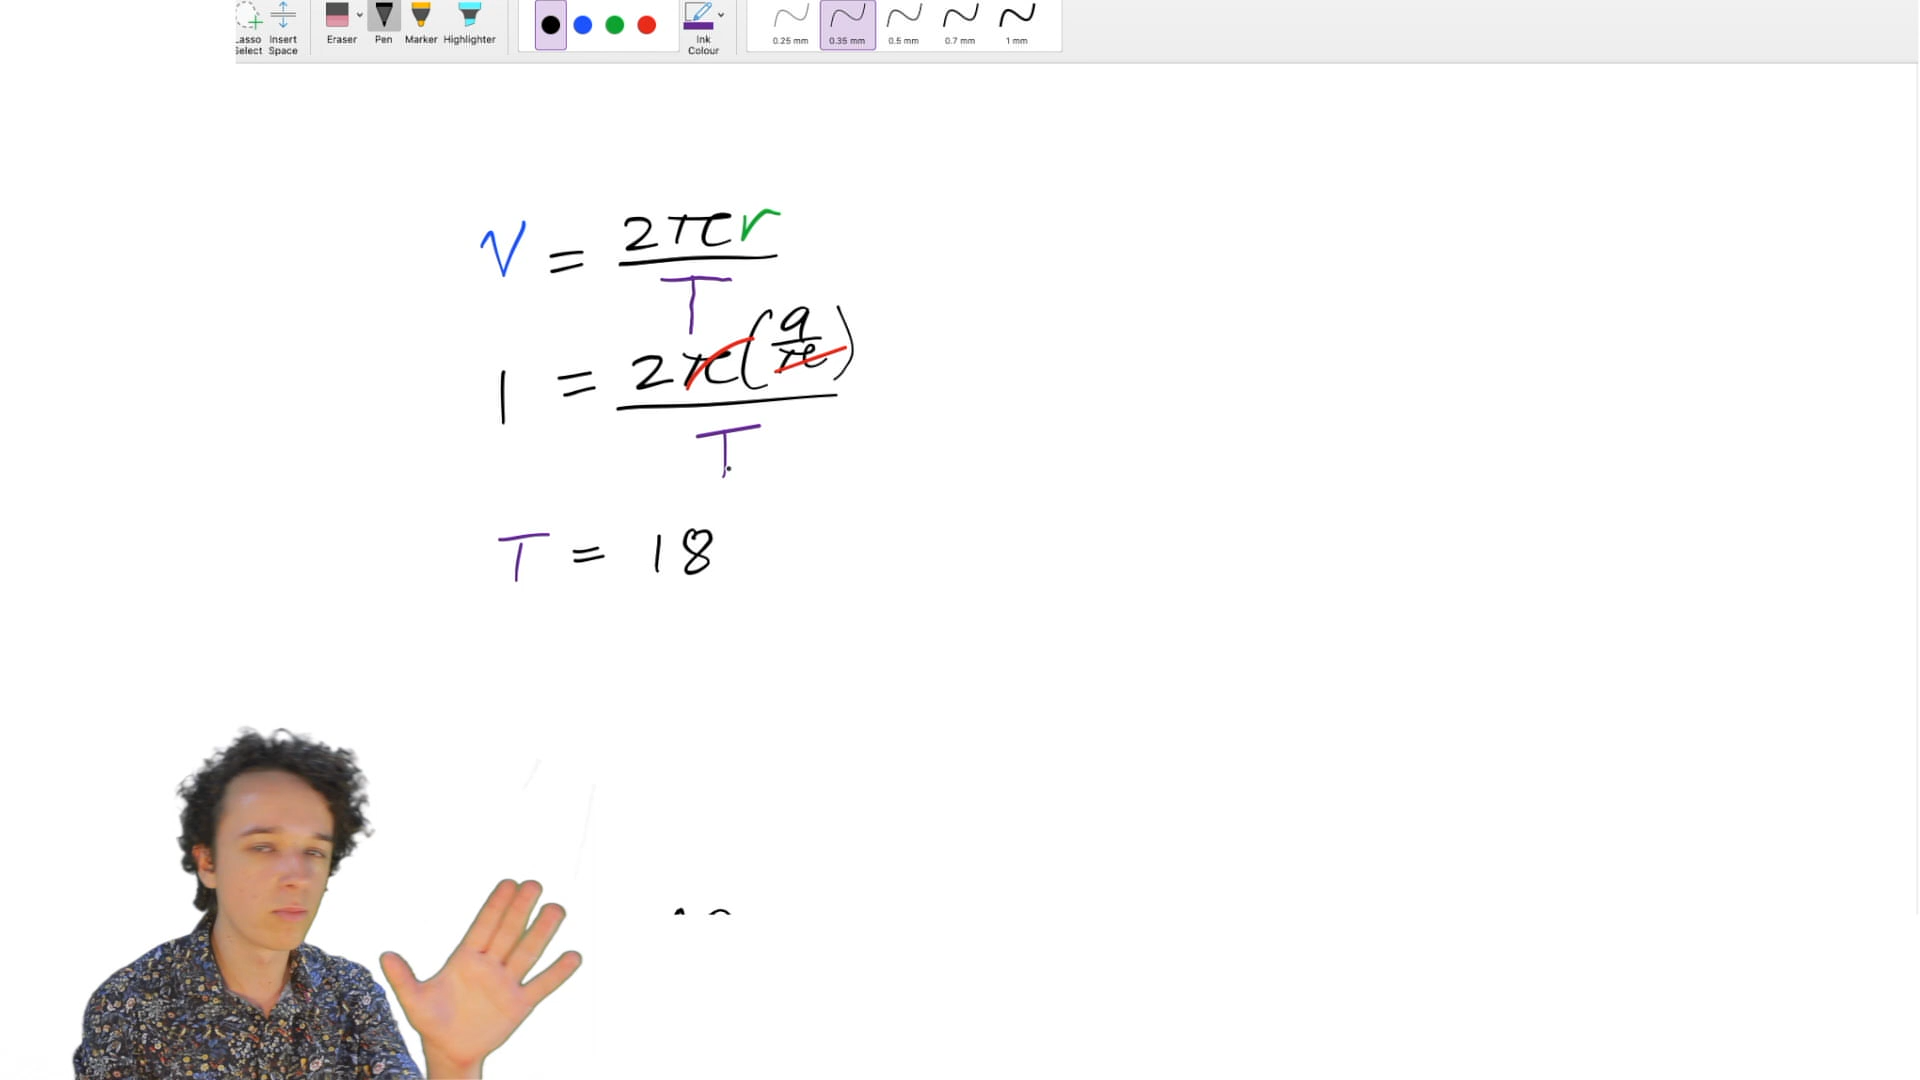 Lasso Select
Insert Space
Eraser
Pen
Marker
Highlighter
Ink Colour
0.25 mm
0.35 mm
0.5 mm
0.7 mm
1 mm
V = 2πr / T
1 = 2π(9/π) / T
T = 18